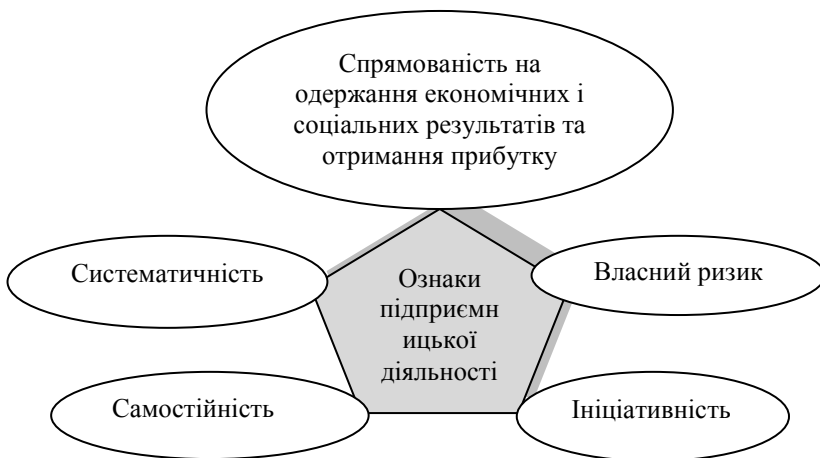 Спрямованість на
одержання економічних і
соціальних результатів та
отримання прибутку
Систематичність
Власний ризик
Ознаки
підприємн
ицької
діяльності
Самостійність
Ініціативність